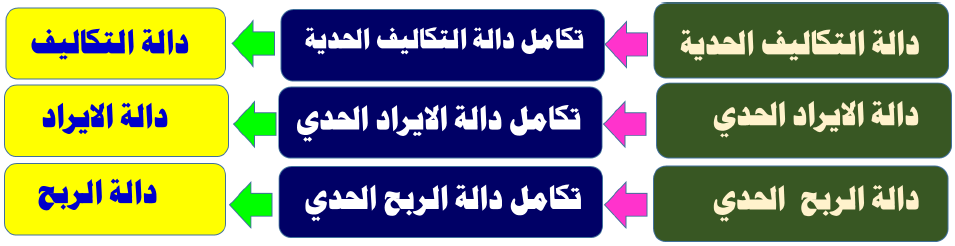 دالة التكاليف الحدية
تكامل دالة التكاليف الحدية
دالة التكاليف
دالة الايراد الحدي
تكامل دالة الايراد الحدي
دالة الايراد
دالة الربح الحدي
تكامل دالة الربح الحدي
دالة الربح